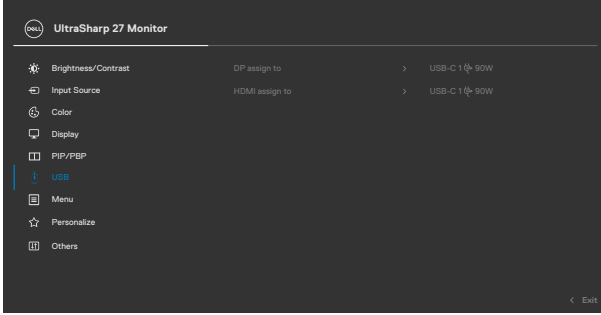 DELL
UltraSharp 27 Monitor
Brightness/Contrast
DP assign to > USB-C 1 90W
Input Source
HDMI assign to > USB-C 1 90W
Color
Display
PIP/PBP
USB
Menu
Personalize
Others
< Exit